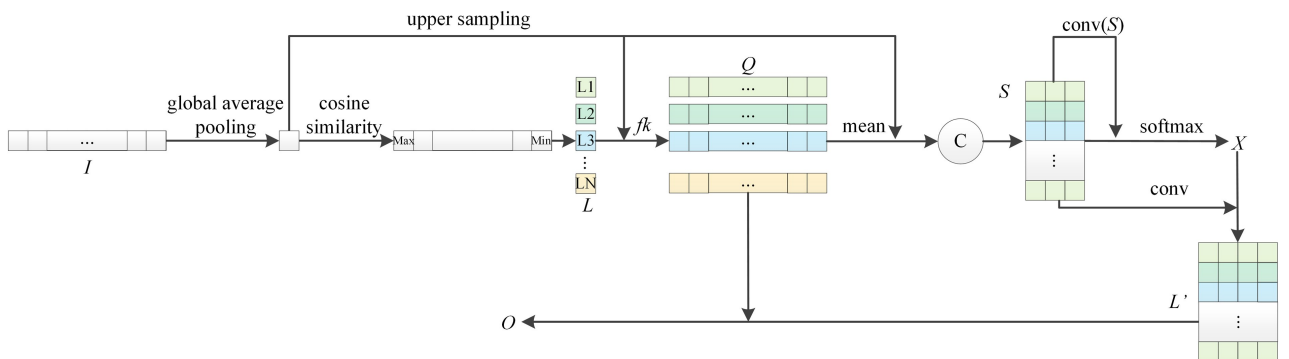 upper sampling
conv(S)
Q
L1
S
global average
pooling
cosine
similarity
L2
...
...
Max
Min
L3
fk
...
mean
C
softmax
X
I
...
LN
...
conv
L
L'
O
...